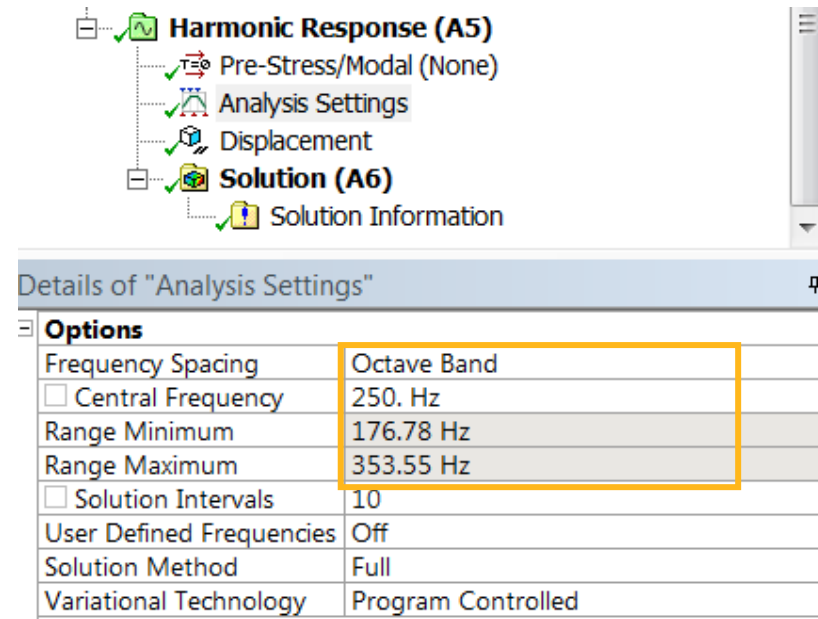 Harmonic Response (A5)
Pre-Stress/Modal (None)
Analysis Settings
Displacement
Solution (A6)
Solution Information
Details of "Analysis Settings"
Options
Frequency Spacing Octave Band
Central Frequency 250. Hz
Range Minimum 176.78 Hz
Range Maximum 353.55 Hz
Solution Intervals 10
User Defined Frequencies Off
Solution Method Full
Variational Technology Program Controlled